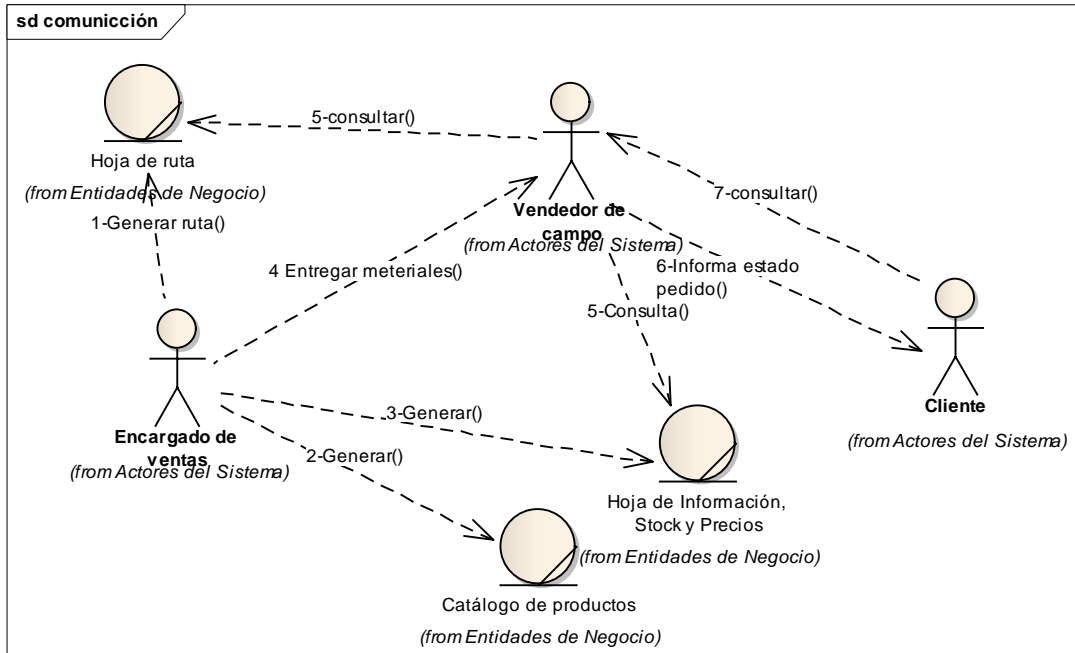 sd comunicción
5-consultar()
Hoja de ruta
(from Entidades de Negocio)
1-Generar ruta()
7-consultar()
Vendedor de
campo
(from Actores del Sistema)
4 Entregar meteriales()
6-Informa estado
pedido()
5-Consulta()
Encargado de
ventas
(from Actores del Sistema)
3-Generar()
2-Generar()
Cliente
(from Actores del Sistema)
Hoja de Información,
Stock y Precios
(from Entidades de Negocio)
Catálogo de productos
(from Entidades de Negocio)